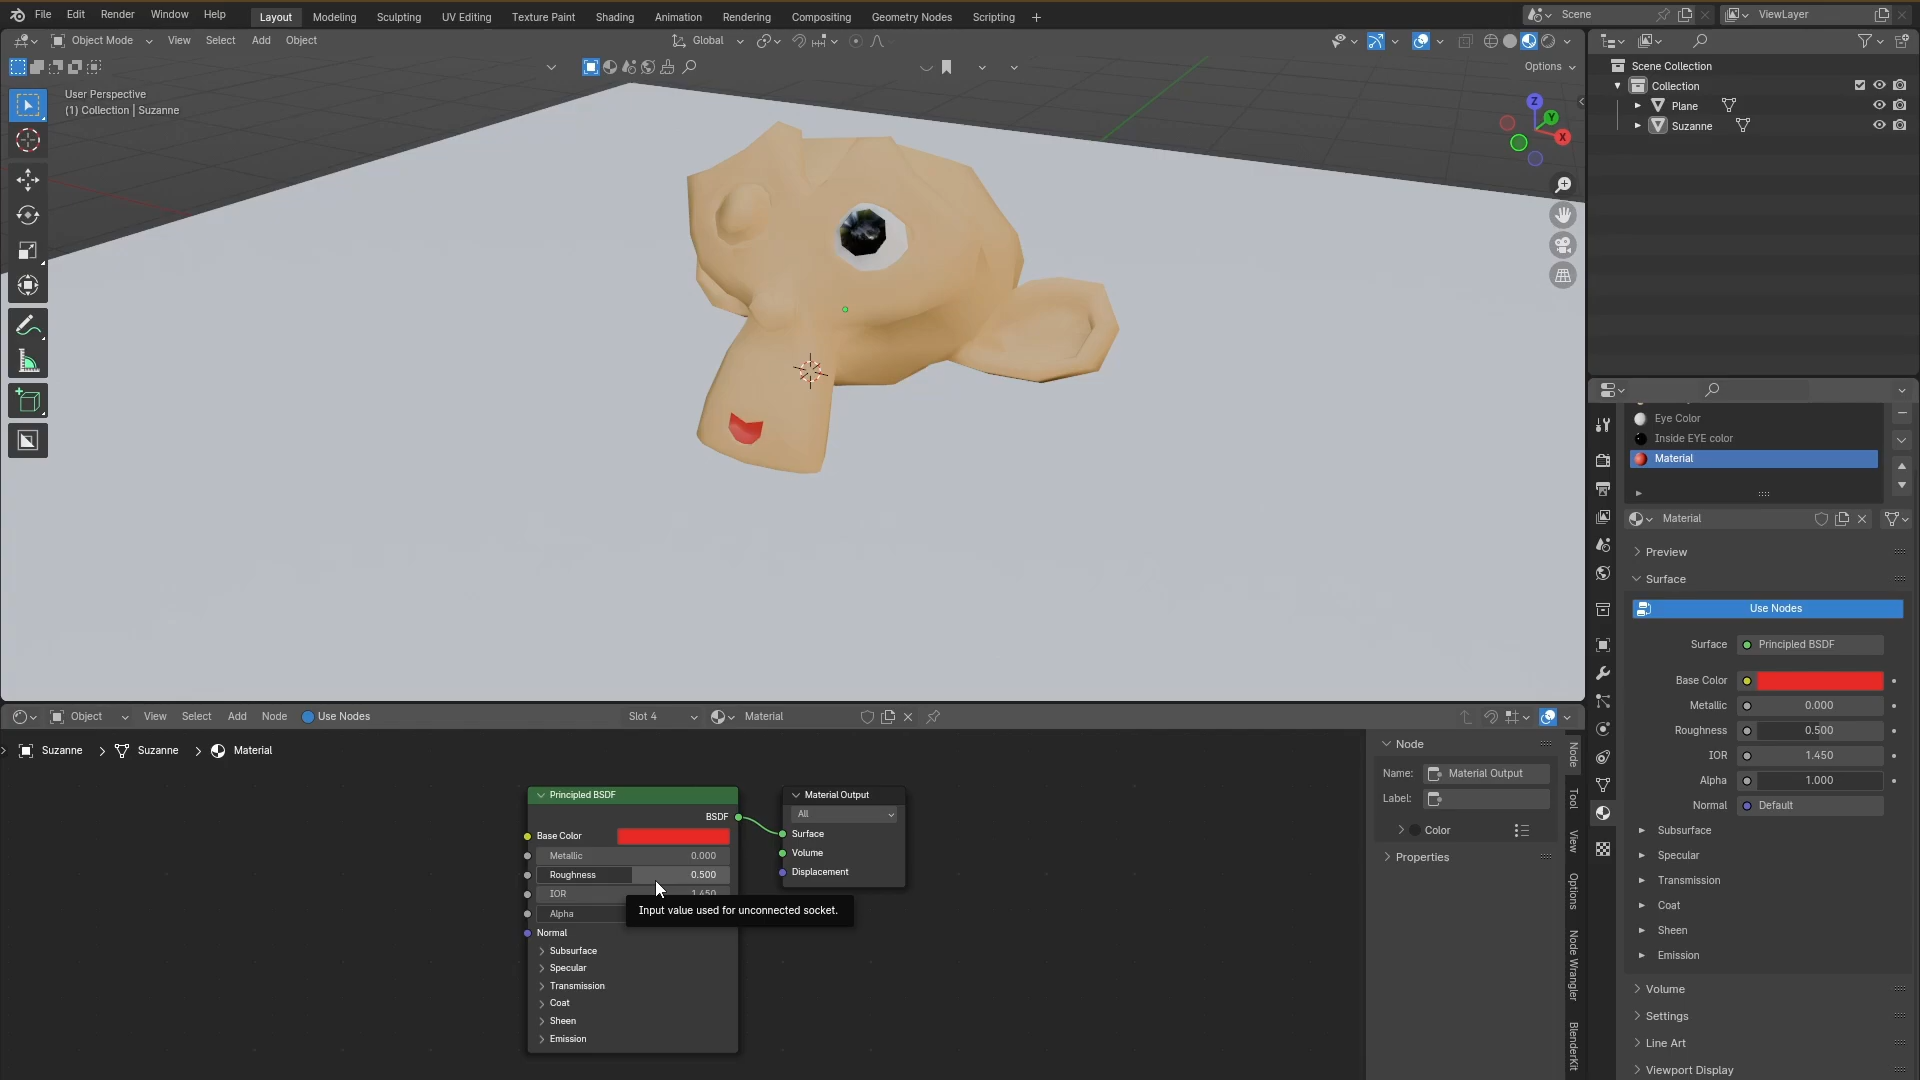 File Edit Render Window Help Layout Modeling Sculpting UV Editing Texture Paint Shading Animation Rendering Compositing Geometry Nodes Scripting + Scene ViewLayer
Object Mode View Select Add Object Global
Options
User Perspective
(1) Collection | Suzanne
Z
Y
X
Scene Collection
Collection
Plane
Suzanne
Eye Color
Inside EYE color
Material
Material
Preview
Surface
Use Nodes
Surface Principled BSDF
Base Color
Metallic 0.000
Roughness 0.500
IOR 1.450
Alpha 1.000
Normal Default
Subsurface
Specular
Transmission
Coat
Sheen
Emission
Volume
Settings
Line Art
Viewport Display
Object View Select Add Node Use Nodes Slot 4 Material
Suzanne > Suzanne > Material
Principled BSDF
BSDF
Base Color
Metallic 0.000
Roughness 0.500
IOR 1.450
Alpha
Normal
Subsurface
Specular
Transmission
Coat
Sheen
Emission
Input value used for unconnected socket.
Material Output
All
Surface
Volume
Displacement
Node
Name: Material Output
Label:
Color
Properties
Node
Tool
View
Options
Node Wrangler
BlenderKit